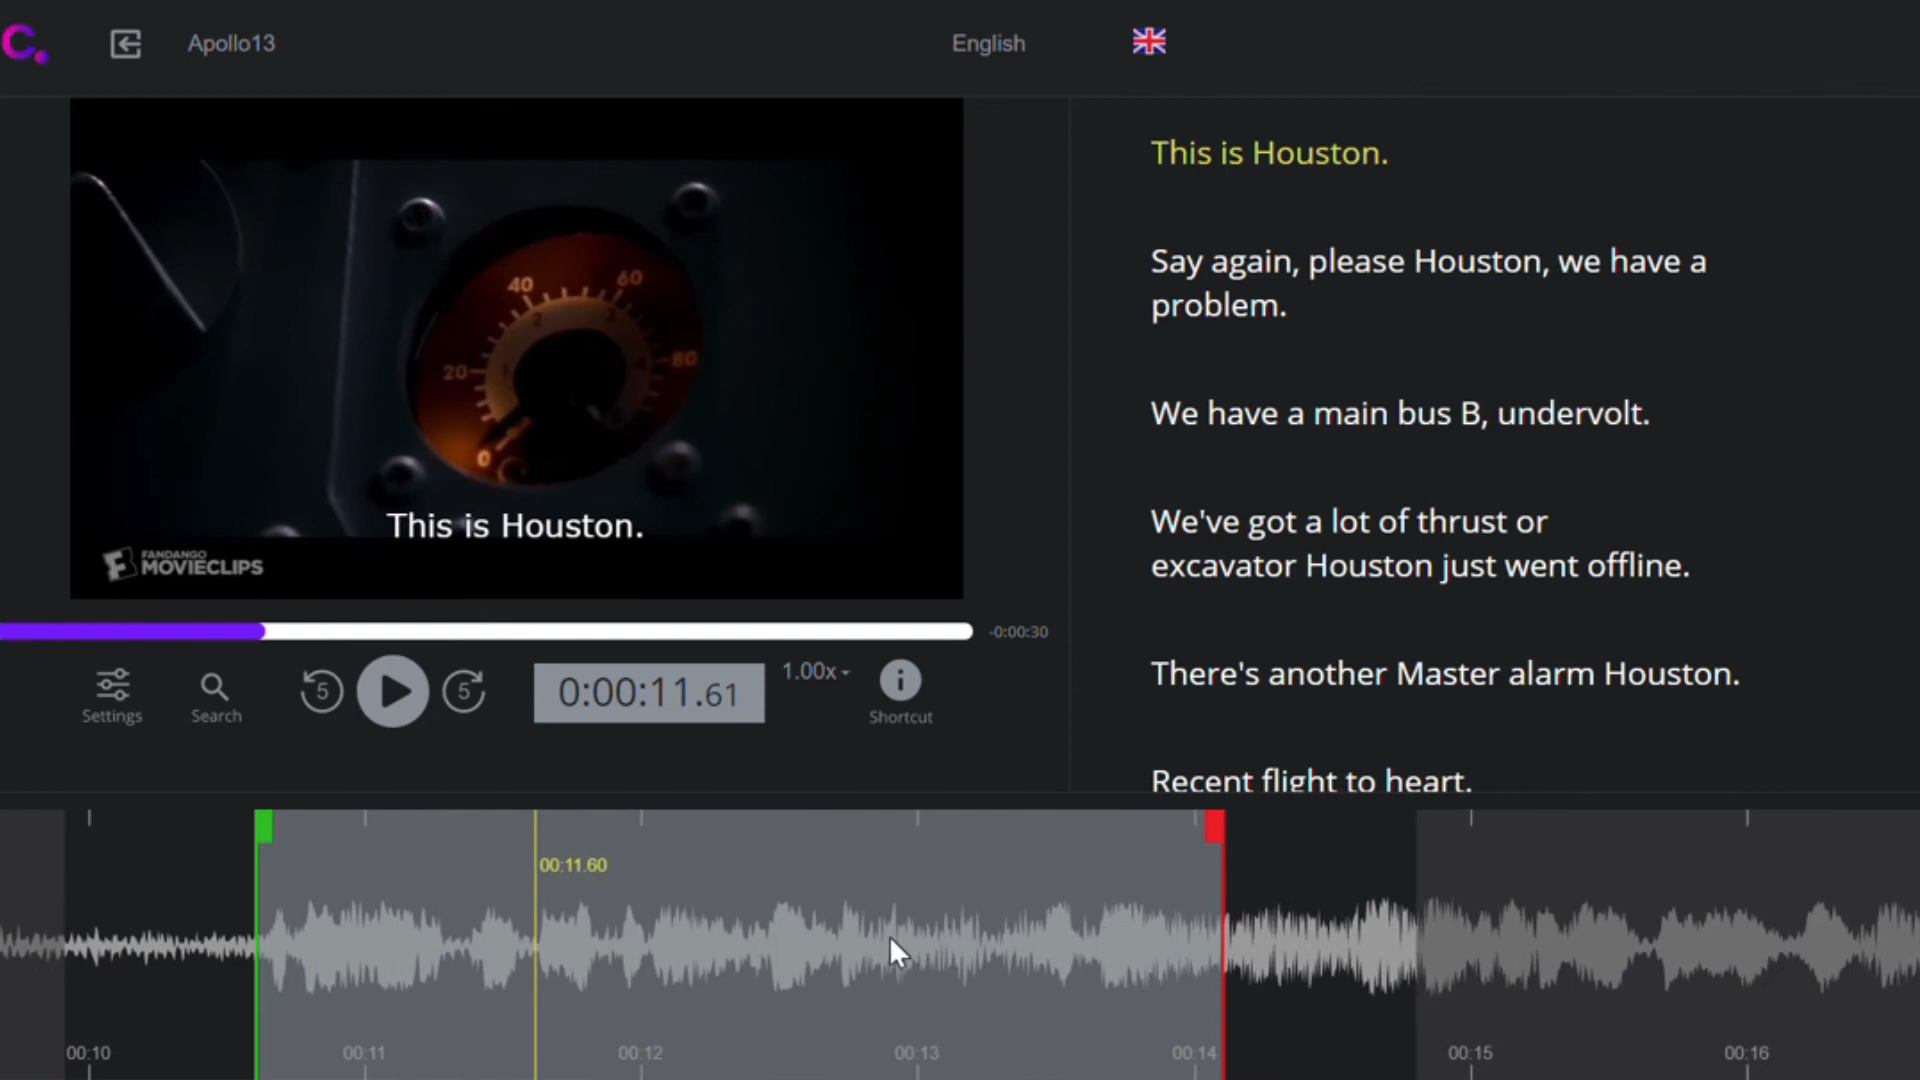 C.
Apollo13
English
This is Houston.
Say again, please Houston, we have a
problem.
We have a main bus B, undervolt.
We've got a lot of thrust or
excavator Houston just went offline.
There's another Master alarm Houston.
Recent flight to heart.
40
60
20
80
2
3
0
This is Houston.
FANDANGO
MOVIECLIPS
-0:00:30
Settings
Search
5
5
0:00:11.61
1.00x
Shortcut
00:11.60
00:10
00:11
00:12
00:13
00:14
00:15
00:16